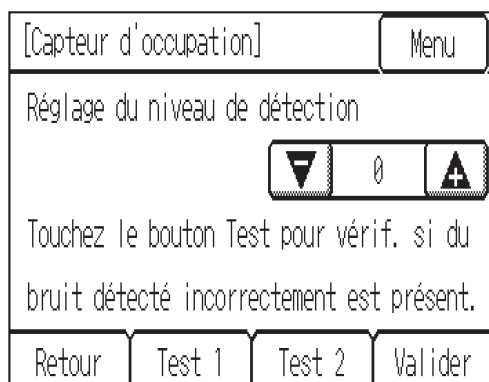 [Capteur d'occupation] Menu
Réglage du niveau de détection
0
Touchez le bouton Test pour vérif. si du
bruit détecté incorrectement est présent.
Retour Test 1 Test 2 Valider